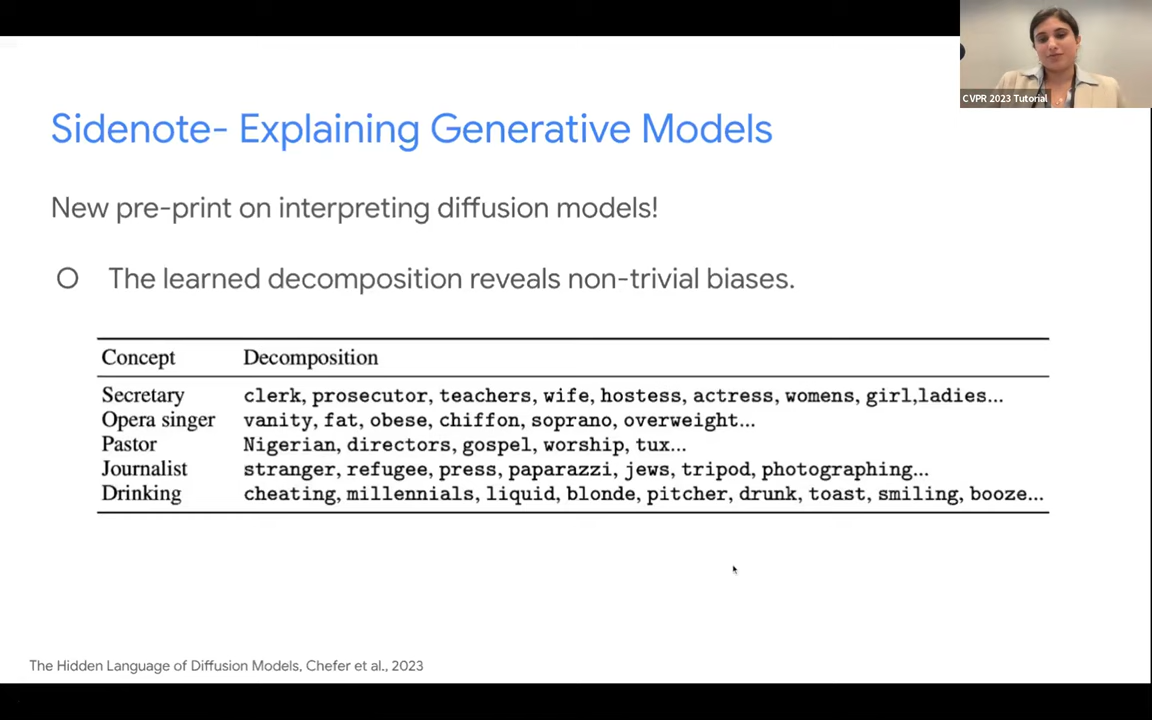 CVPR 2023 Tutorial
Sidenote- Explaining Generative Models
New pre-print on interpreting diffusion models!
O The learned decomposition reveals non-trivial biases.
Concept Decomposition
Secretary clerk, prosecutor, teachers, wife, hostess, actress, womens, girl,ladies...
Opera singer vanity, fat, obese, chiffon, soprano, overweight...
Pastor Nigerian, directors, gospel, worship, tux...
Journalist stranger, refugee, press, paparazzi, jews, tripod, photographing...
Drinking cheating, millennials, liquid, blonde, pitcher, drunk, toast, smiling, booze...
The Hidden Language of Diffusion Models, Chefer et al., 2023